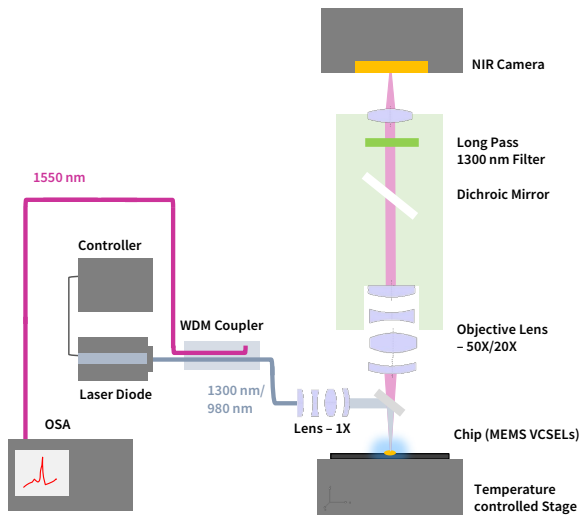 NIR Camera
Long Pass
1300 nm Filter
1550 nm
Dichroic Mirror
Controller
WDM Coupler
Objective Lens
– 50X/20X
Laser Diode
1300 nm/
980 nm
OSA
Lens – 1X
Chip (MEMS VCSELs)
Temperature
controlled Stage